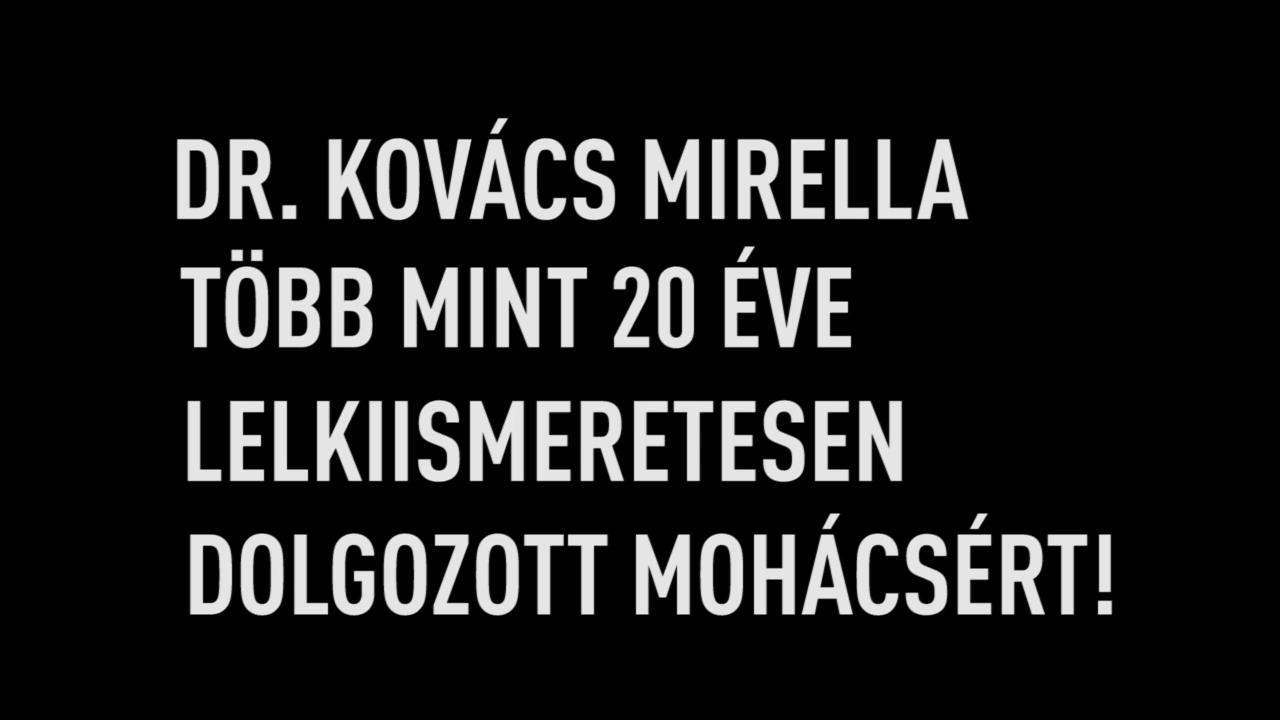 DR. KOVÁCS MIRELLA
TÖBB MINT 20 ÉVE
LELKIISMERETESEN
DOLGOZOTT MOHÁCSÉRT!